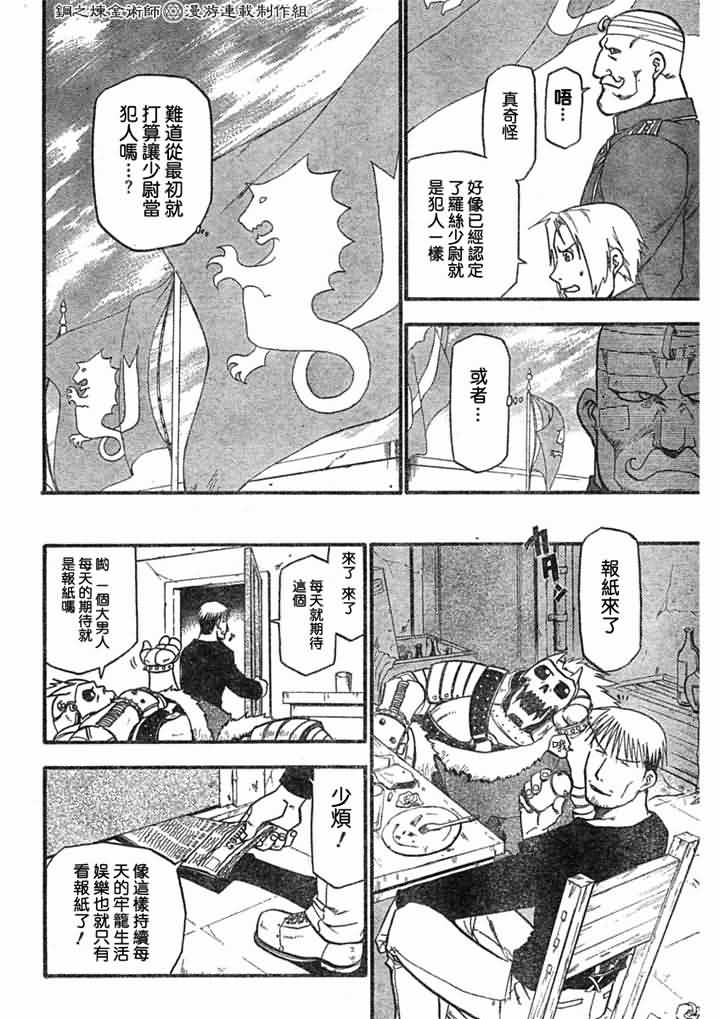 鋼之煉金術師 漫游連載制作組
唔…
真奇怪
好像已經認定
了羅絲少尉就
是犯人一樣
難道從最初就
打算讓少尉當
犯人嗎…？
或者…
報紙來了
カタン
哦
來了 來了
每天就期待
這個
喲 一個大男人
每天的期待就
是報紙嗎
少煩！
像這樣持續每
天的牢籠生活
娛樂也就只有
看報紙了！